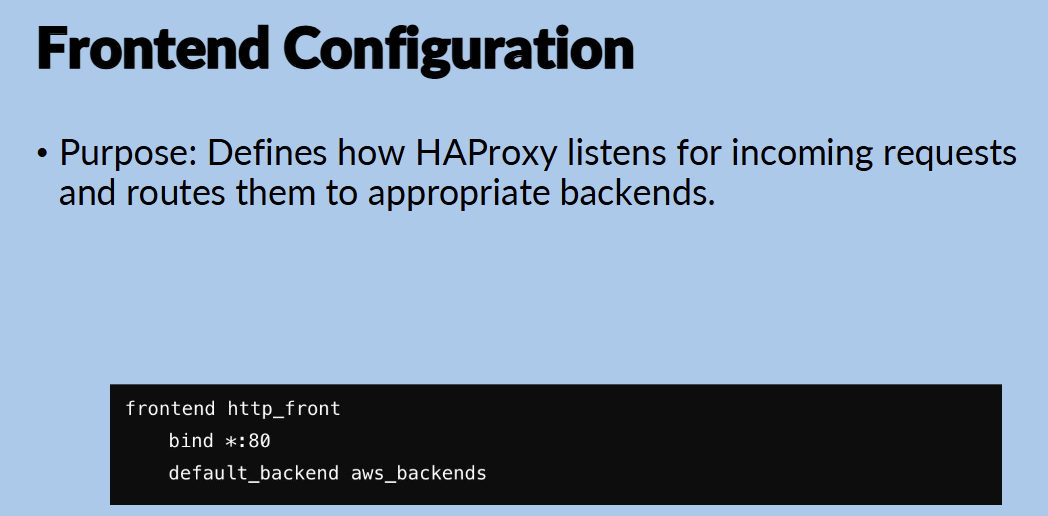 Frontend Configuration
• Purpose: Defines how HAProxy listens for incoming requests
and routes them to appropriate backends.
frontend http_front
    bind *:80
    default_backend aws_backends